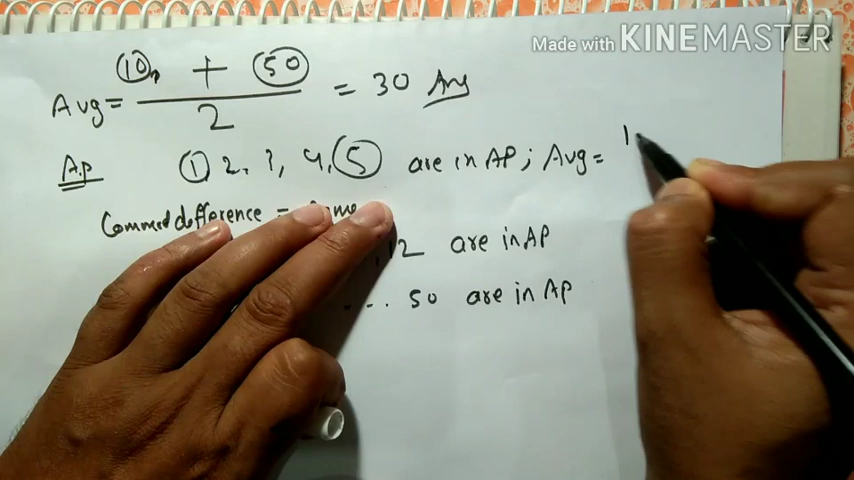 Made with KINEMASTER
Avg = 10, + 50 / 2 = 30 Ans
A.P 1 2, 3, 4, 5 are in AP; Avg = 1
Common difference = Same
, 12 are in AP
... 50 are in AP